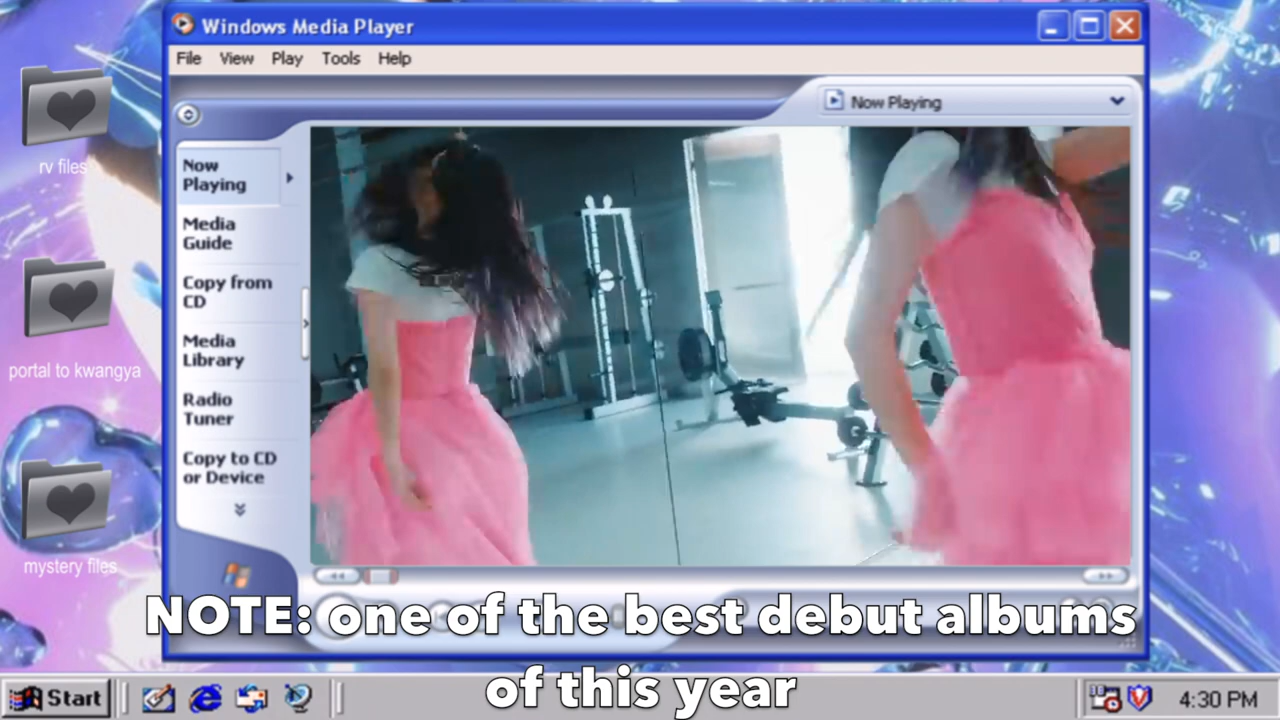 Windows Media Player
File View Play Tools Help
Now Playing
Now
Playing
Media
Guide
Copy from
CD
Media
Library
Radio
Tuner
Copy to CD
or Device
rv files
portal to kwangya
mystery files
NOTE: one of the best debut albums
of this year
Start
4:30 PM